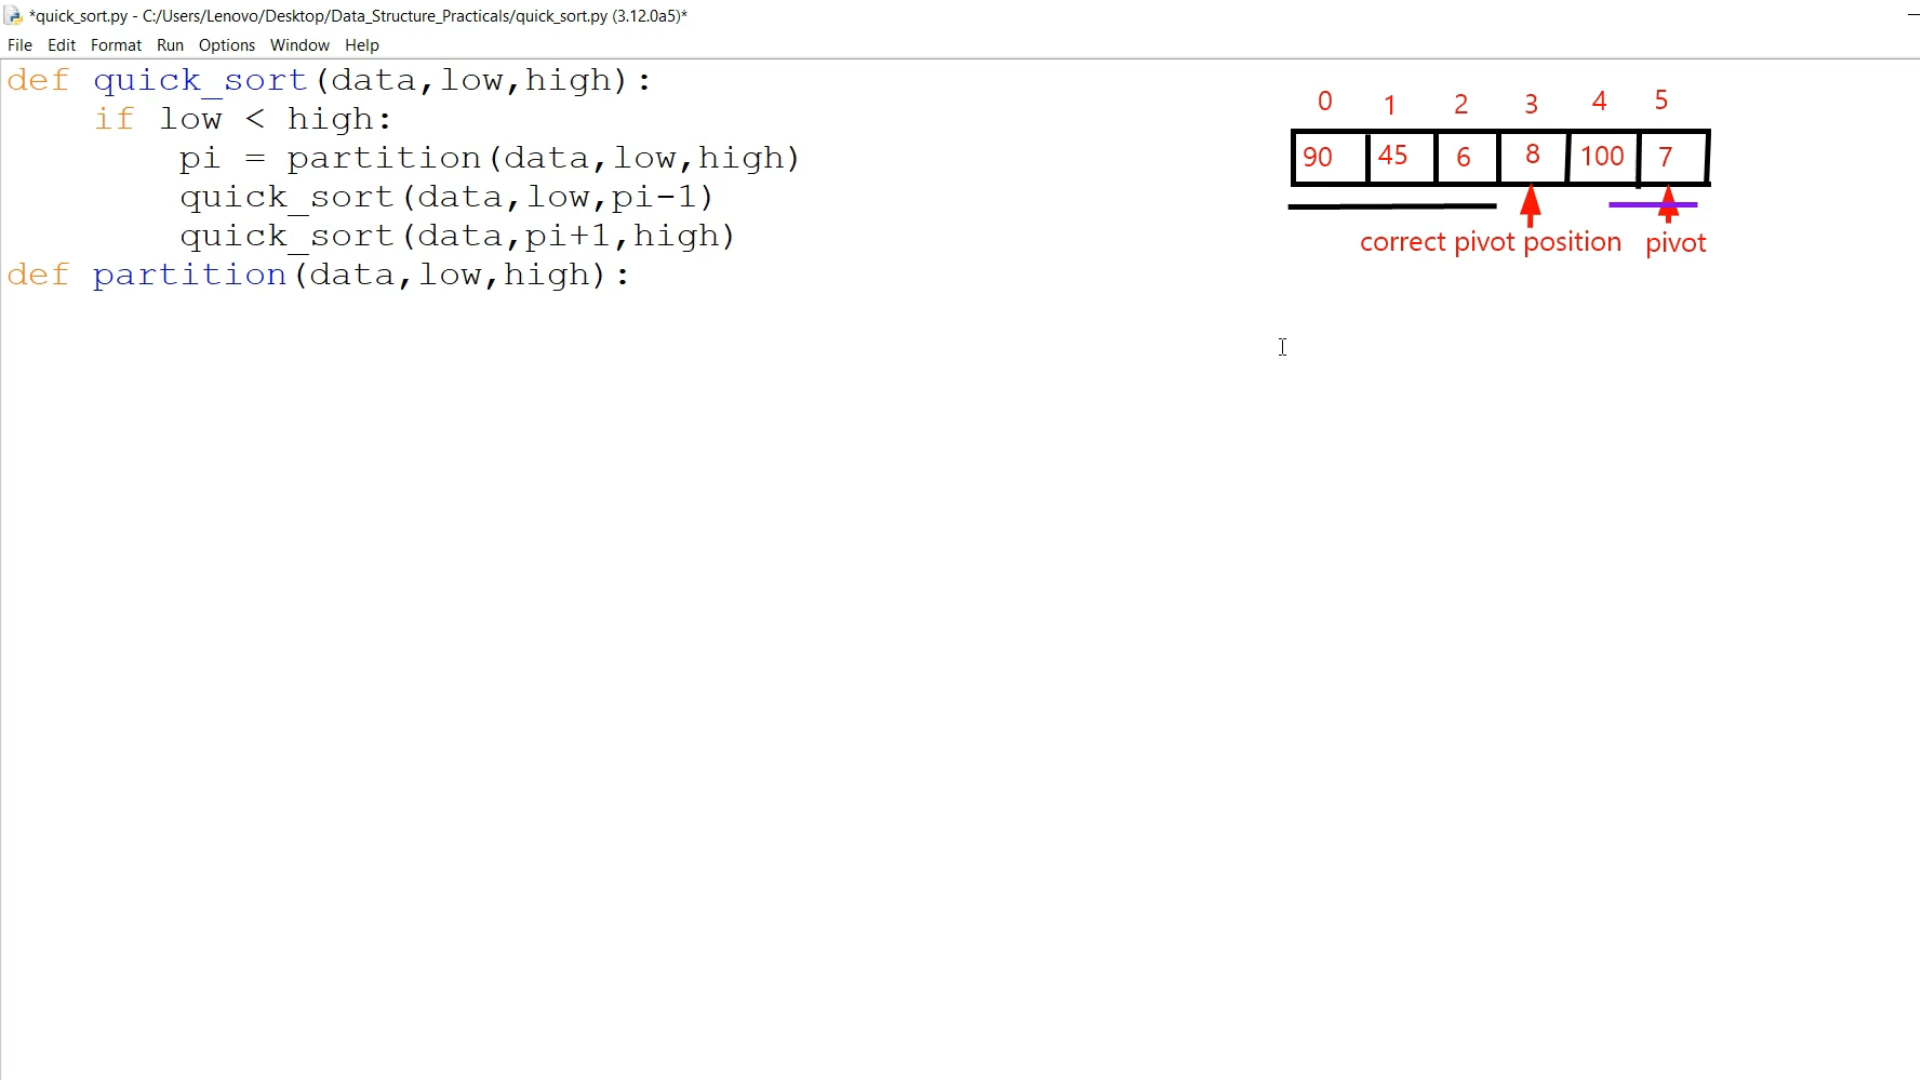 *quick_sort.py - C:/Users/Lenovo/Desktop/Data_Structure_Practicals/quick_sort.py (3.12.0a5)*
File Edit Format Run Options Window Help
def quick_sort(data,low,high):
    if low < high:
        pi = partition(data,low,high)
        quick_sort(data,low,pi-1)
        quick_sort(data,pi+1,high)
def partition(data,low,high):
0 1 2 3 4 5
90 45 6 8 100 7
correct pivot position pivot